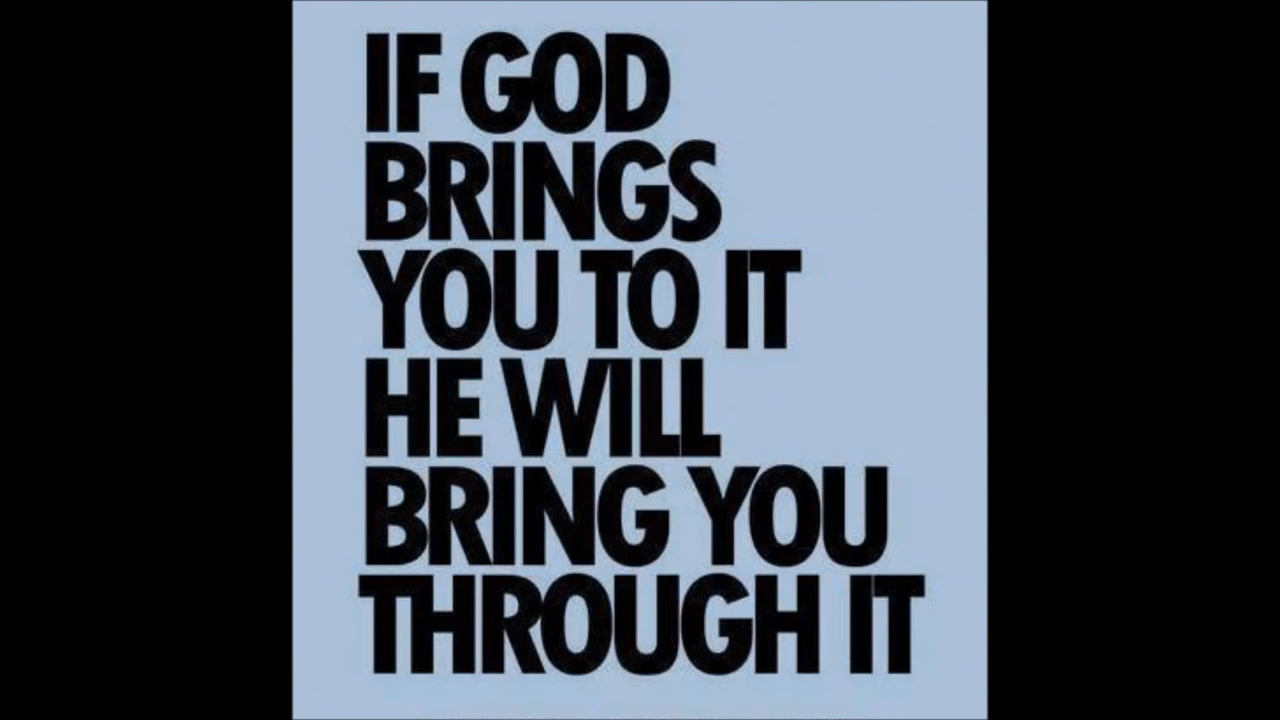 IF GOD
BRINGS
YOU TO IT
HE WILL
BRING YOU
THROUGH IT